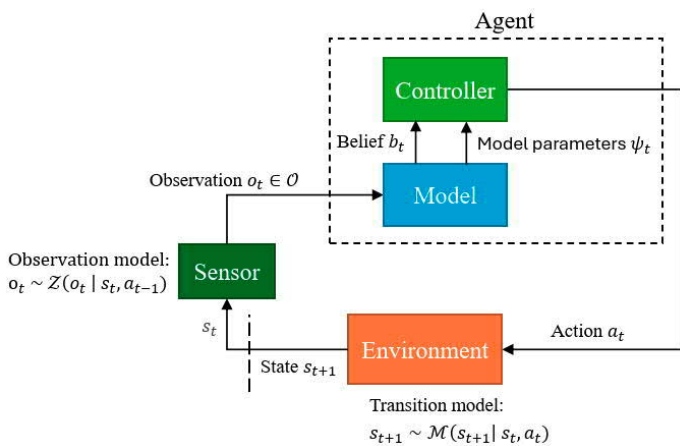 Agent
Controller
Belief b_t
Model parameters ψ_t
Observation o_t ∈ 𝒪
Model
Observation model:
o_t ~ 𝒵(o_t | s_t, a_{t−1})
Sensor
s_t
State s_{t+1}
Environment
Action a_t
Transition model:
s_{t+1} ~ ℳ(s_{t+1}| s_t, a_t)